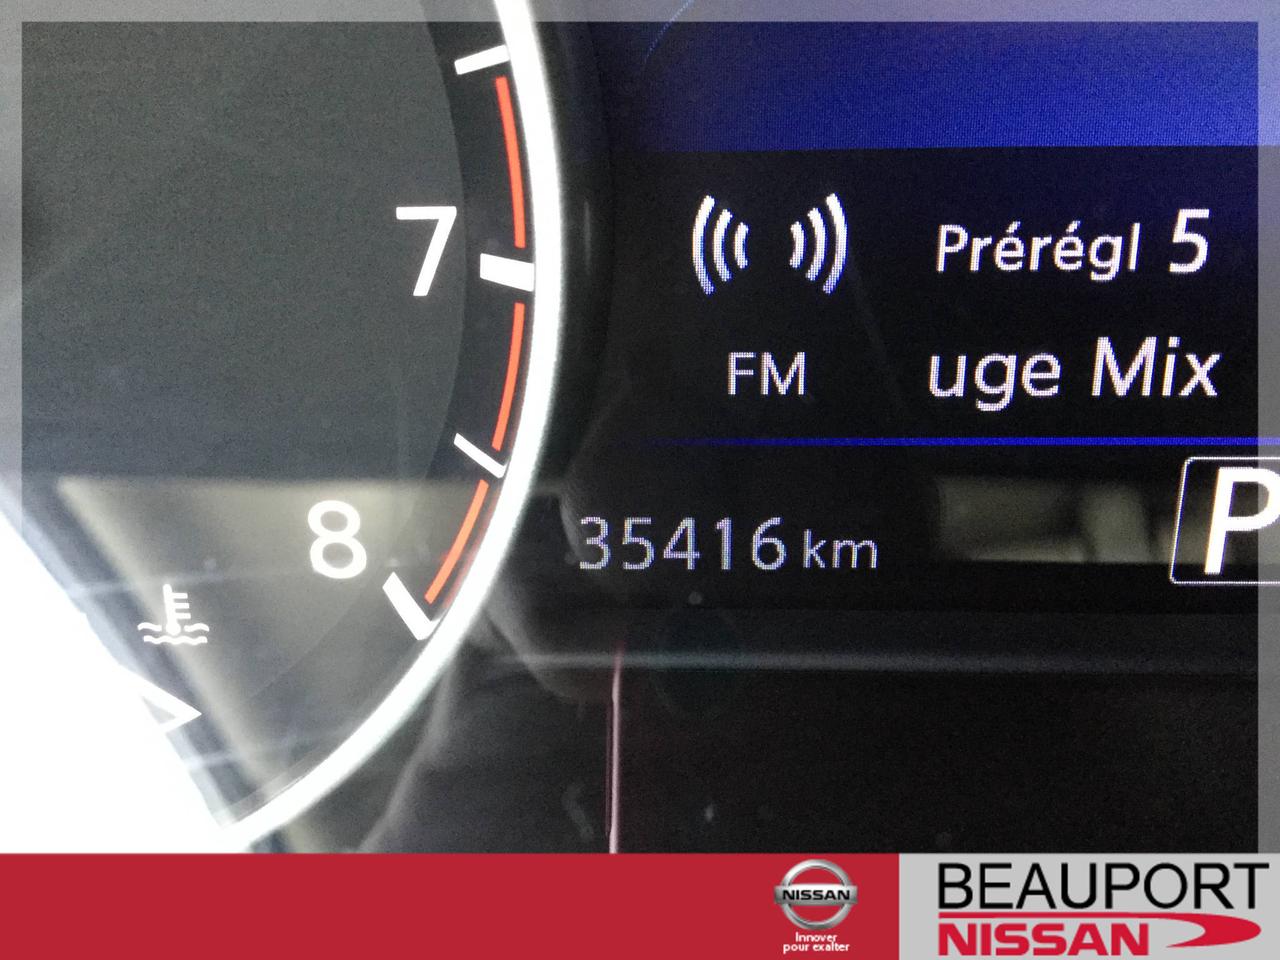 7
Prérégl 5
FM
uge Mix
8
35416 km
P
NISSAN
Innover
pour exalter
BEAUPORT
NISSAN